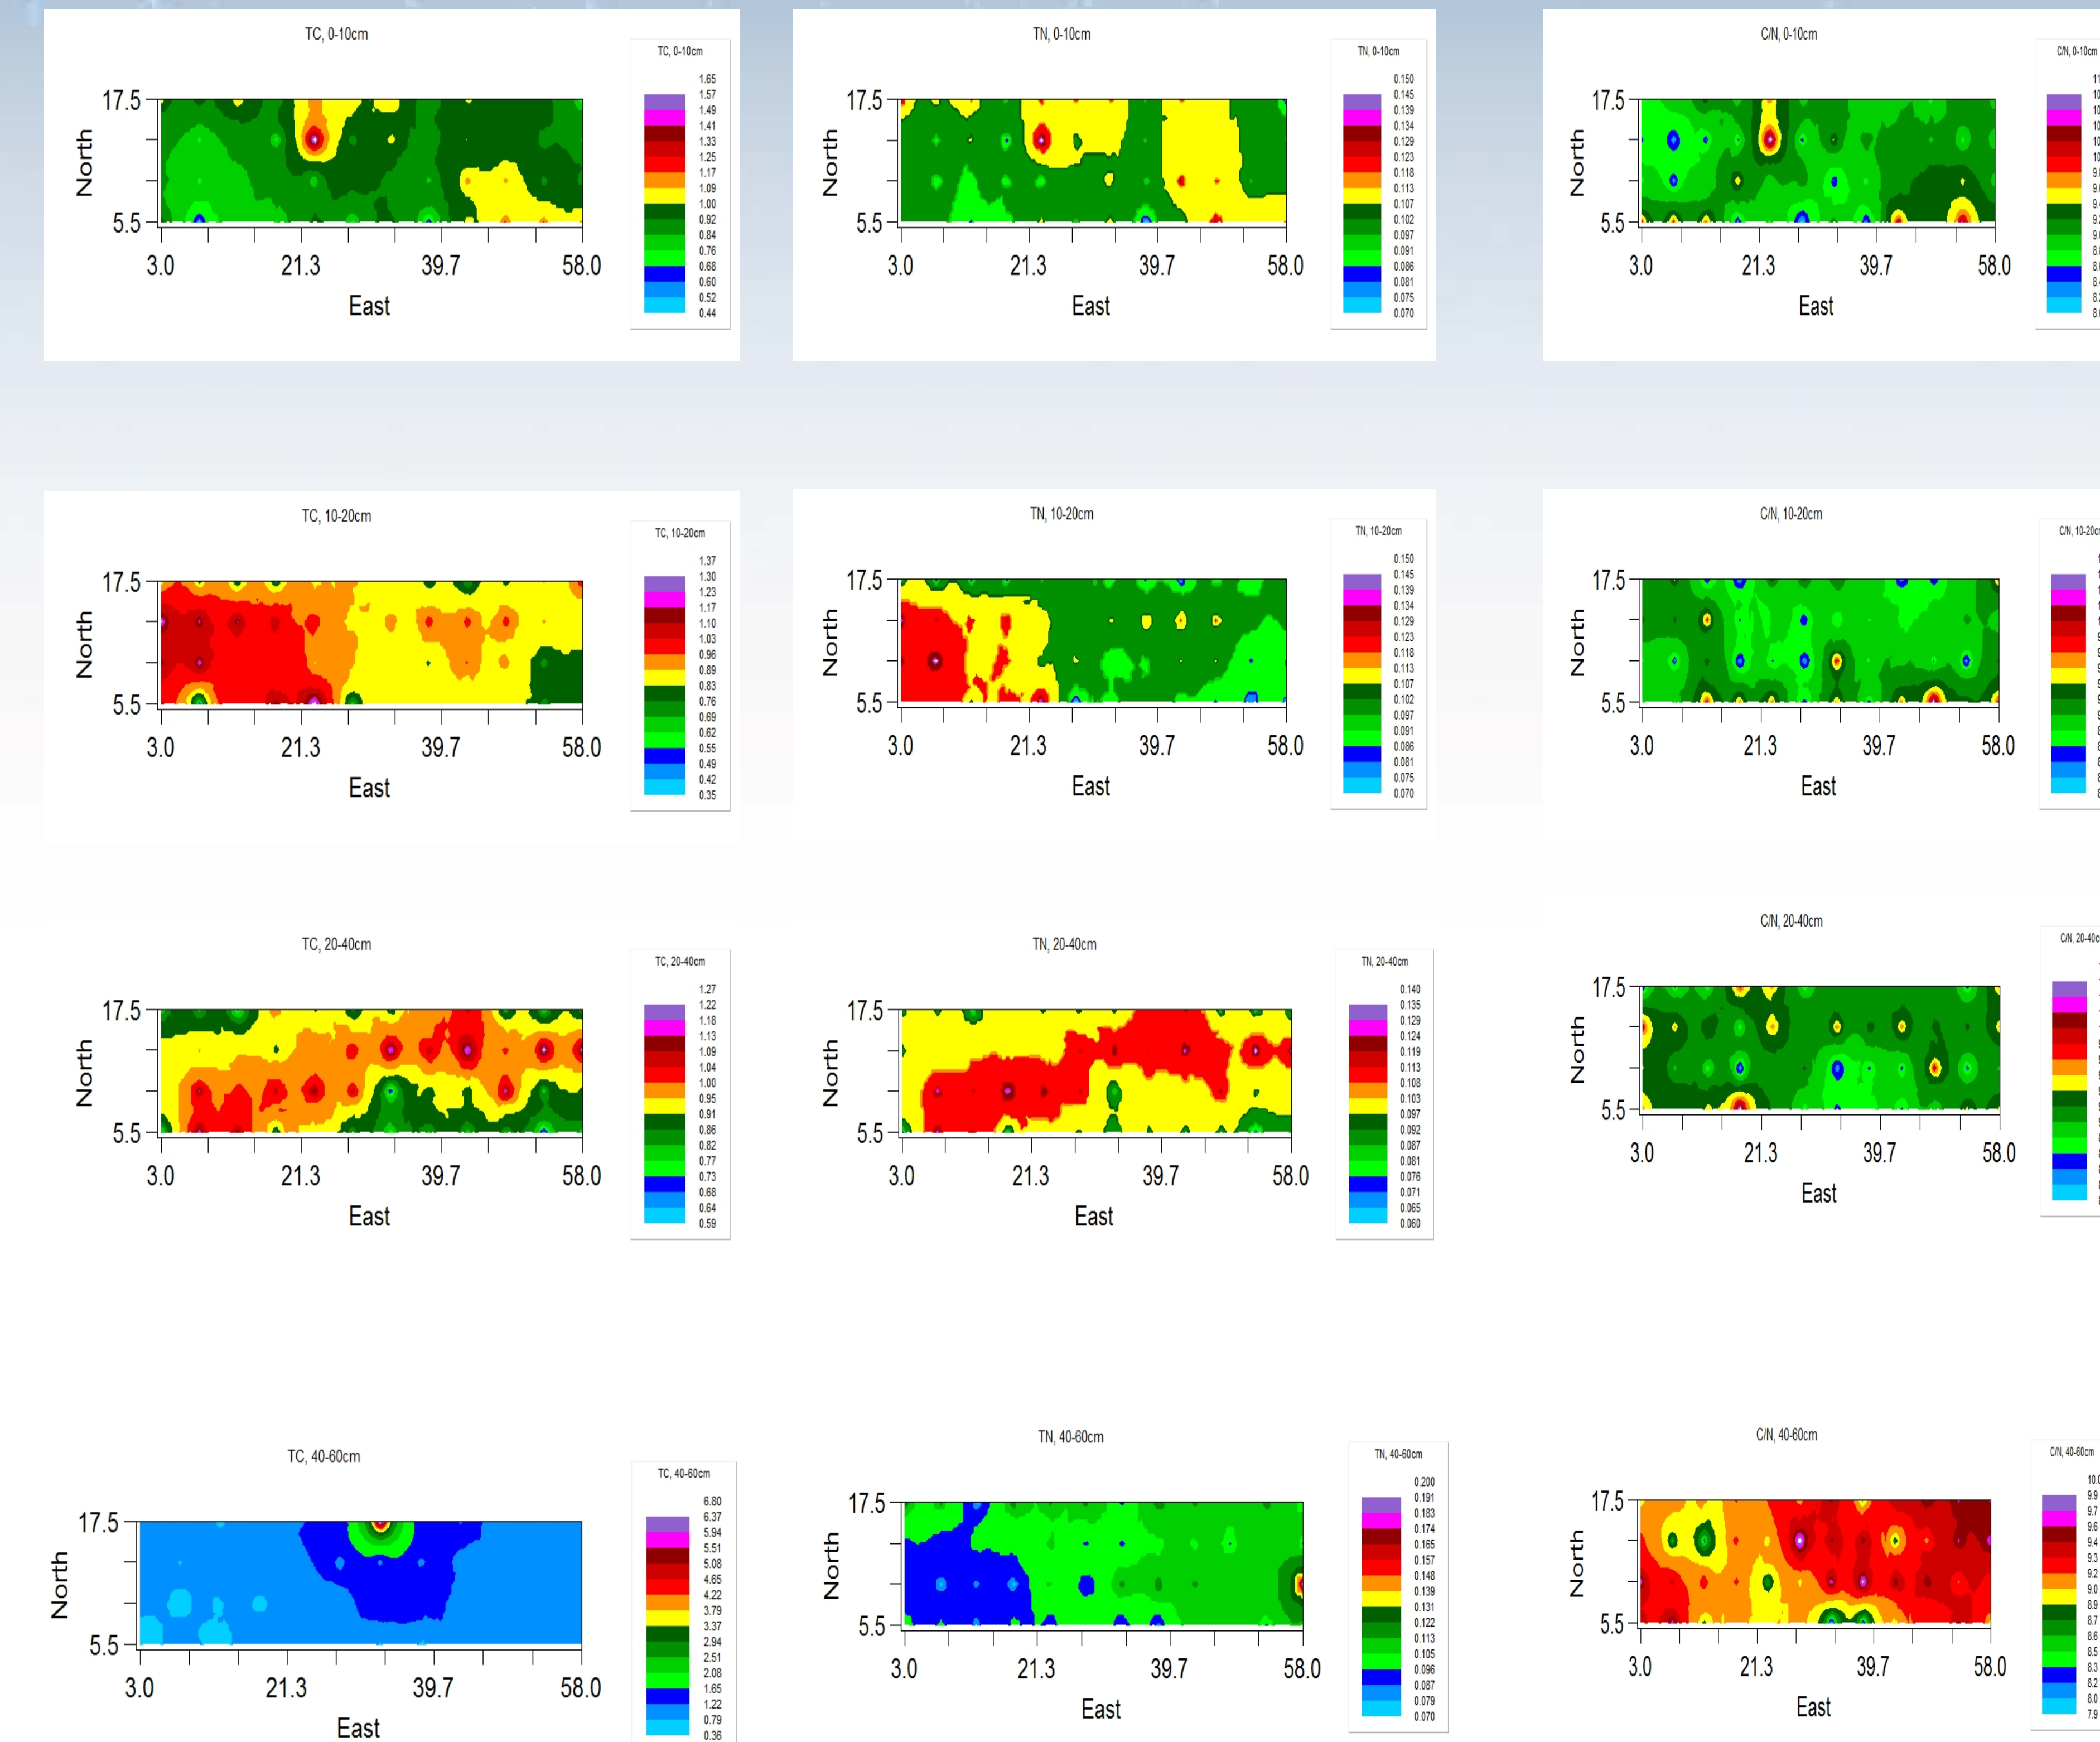 TC, 0-10cm
TC, 0-10cm
1.65
1.57
1.49
1.41
1.33
1.25
1.17
1.09
1.00
0.92
0.84
0.76
0.68
0.60
0.52
0.44
17.5
5.5
North
3.0 21.3 39.7 58.0
East
TN, 0-10cm
TN, 0-10cm
0.150
0.145
0.139
0.134
0.129
0.123
0.118
0.113
0.107
0.102
0.097
0.091
0.086
0.081
0.075
0.070
17.5
5.5
North
3.0 21.3 39.7 58.0
East
C/N, 0-10cm
C/N, 0-10cm
17.5
5.5
North
3.0 21.3 39.7 58.0
East
TC, 10-20cm
TC, 10-20cm
1.37
1.30
1.23
1.17
1.10
1.03
0.96
0.89
0.83
0.76
0.69
0.62
0.55
0.49
0.42
0.35
17.5
5.5
North
3.0 21.3 39.7 58.0
East
TN, 10-20cm
TN, 10-20cm
0.150
0.145
0.139
0.134
0.129
0.123
0.118
0.113
0.107
0.102
0.097
0.091
0.086
0.081
0.075
0.070
17.5
5.5
North
3.0 21.3 39.7 58.0
East
C/N, 10-20cm
C/N, 10-20cm
17.5
5.5
North
3.0 21.3 39.7 58.0
East
TC, 20-40cm
TC, 20-40cm
1.27
1.22
1.18
1.13
1.09
1.04
1.00
0.95
0.91
0.86
0.82
0.77
0.73
0.68
0.64
0.59
17.5
5.5
North
3.0 21.3 39.7 58.0
East
TN, 20-40cm
TN, 20-40cm
0.140
0.135
0.129
0.124
0.119
0.113
0.108
0.103
0.097
0.092
0.087
0.081
0.076
0.071
0.065
0.060
17.5
5.5
North
3.0 21.3 39.7 58.0
East
C/N, 20-40cm
C/N, 20-40c
17.5
5.5
North
3.0 21.3 39.7 58.0
East
TC, 40-60cm
TC, 40-60cm
6.80
6.37
5.94
5.51
5.08
4.65
4.22
3.79
3.37
2.94
2.51
2.08
1.65
1.22
0.79
0.36
17.5
5.5
North
3.0 21.3 39.7 58.0
East
TN, 40-60cm
TN, 40-60cm
0.200
0.191
0.183
0.174
0.165
0.157
0.148
0.139
0.131
0.122
0.113
0.105
0.096
0.087
0.079
0.070
17.5
5.5
North
3.0 21.3 39.7 58.0
East
C/N, 40-60cm
C/N, 40-60cm
10.0
9.9
9.7
9.6
9.4
9.3
9.2
9.0
8.9
8.7
8.6
8.5
8.3
8.2
8.0
7.9
17.5
5.5
North
3.0 21.3 39.7 58.0
East